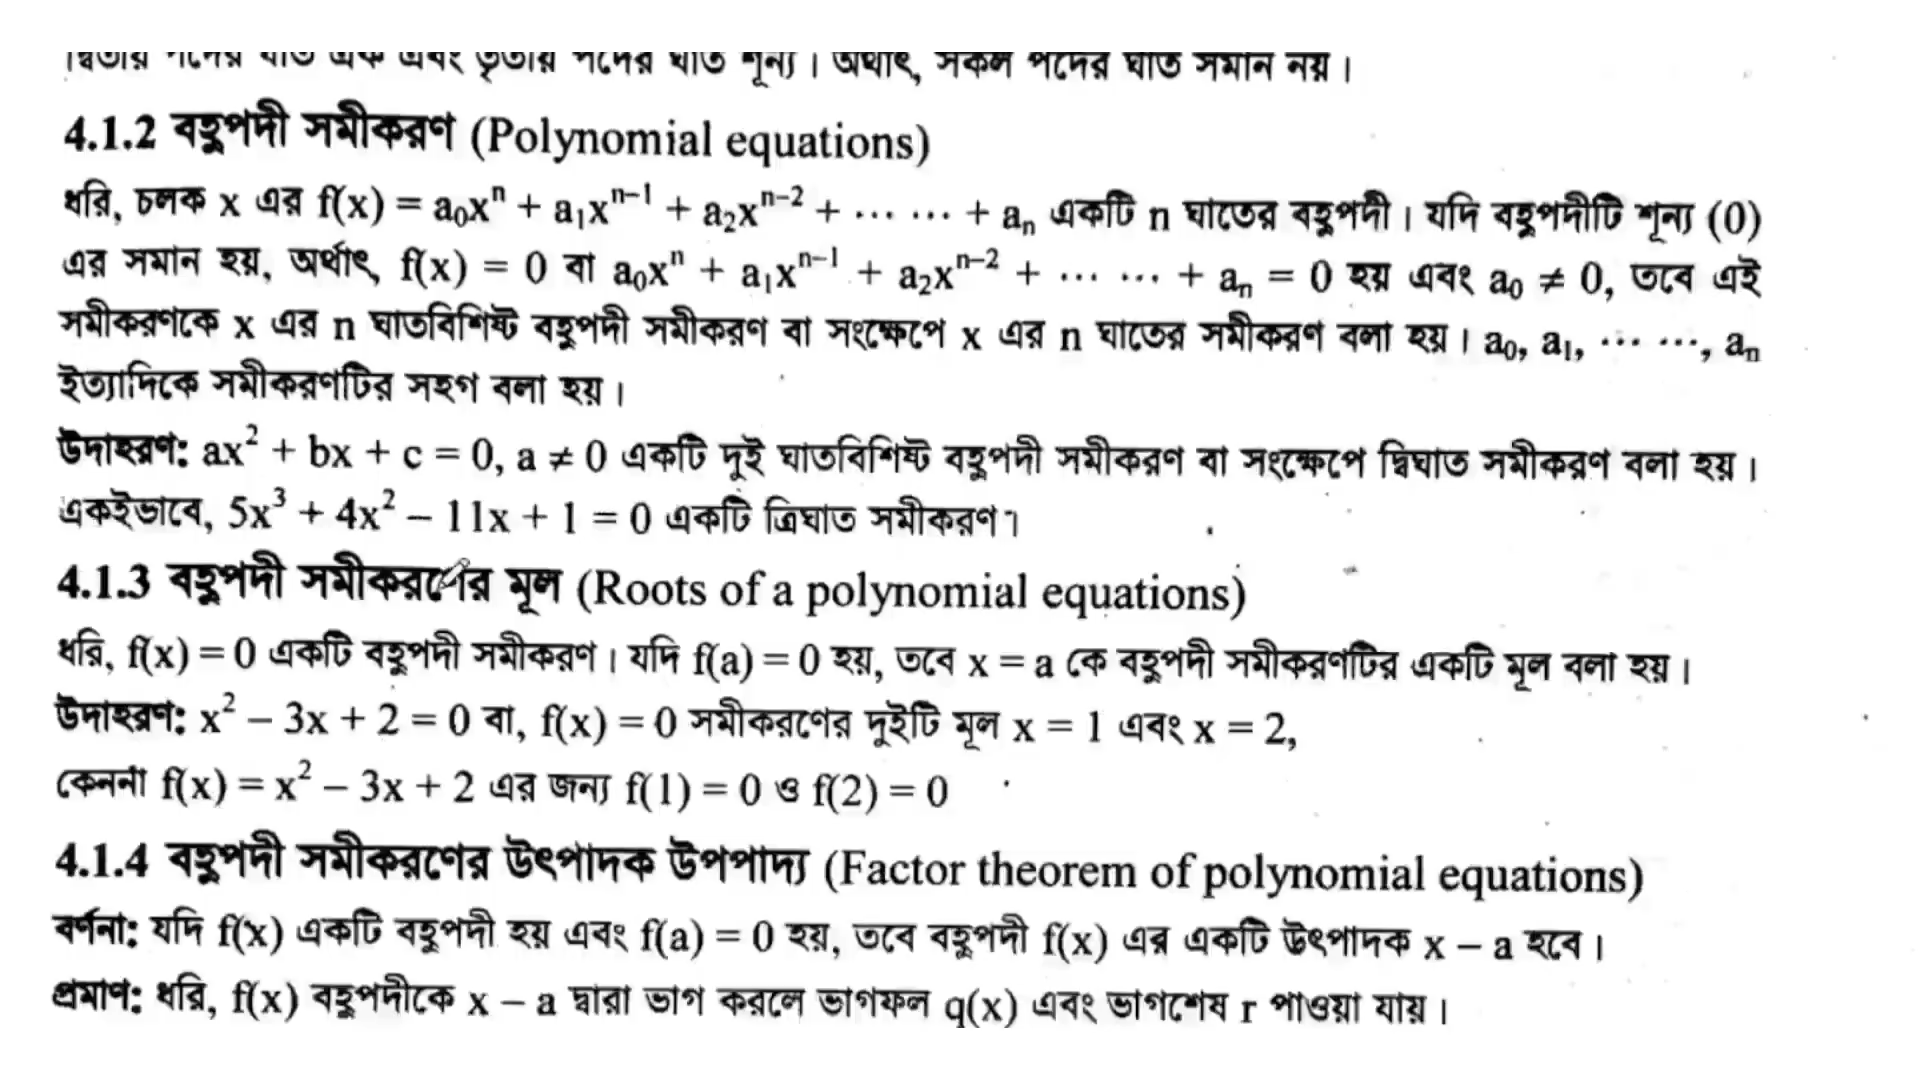 দ্বিতীয় পদের ঘাত এক এবং তৃতীয় পদের ঘাত শূন্য। অর্থাৎ, সকল পদের ঘাত সমান নয়।
4.1.2 বহুপদী সমীকরণ (Polynomial equations)
ধরি, চলক x এর f(x) = a₀xⁿ + a₁xⁿ⁻¹ + a₂xⁿ⁻² + ··· ··· + aₙ একটি n ঘাতের বহুপদী। যদি বহুপদীটি শূন্য (0)
এর সমান হয়, অর্থাৎ, f(x) = 0 বা a₀xⁿ + a₁xⁿ⁻¹ + a₂xⁿ⁻² + ··· ··· + aₙ = 0 হয় এবং a₀ ≠ 0, তবে এই
সমীকরণকে x এর n ঘাতবিশিষ্ট বহুপদী সমীকরণ বা সংক্ষেপে x এর n ঘাতের সমীকরণ বলা হয়। a₀, a₁, ··· ···, aₙ
ইত্যাদিকে সমীকরণটির সহগ বলা হয়।
উদাহরণ: ax² + bx + c = 0, a ≠ 0 একটি দুই ঘাতবিশিষ্ট বহুপদী সমীকরণ বা সংক্ষেপে দ্বিঘাত সমীকরণ বলা হয়।
একইভাবে, 5x³ + 4x² – 11x + 1 = 0 একটি ত্রিঘাত সমীকরণ।
4.1.3 বহুপদী সমীকরণের মূল (Roots of a polynomial equations)
ধরি, f(x) = 0 একটি বহুপদী সমীকরণ। যদি f(a) = 0 হয়, তবে x = a কে বহুপদী সমীকরণটির একটি মূল বলা হয়।
উদাহরণ: x² – 3x + 2 = 0 বা, f(x) = 0 সমীকরণের দুইটি মূল x = 1 এবং x = 2,
কেননা f(x) = x² – 3x + 2 এর জন্য f(1) = 0 ও f(2) = 0
4.1.4 বহুপদী সমীকরণের উৎপাদক উপপাদ্য (Factor theorem of polynomial equations)
বর্ণনা: যদি f(x) একটি বহুপদী হয় এবং f(a) = 0 হয়, তবে বহুপদী f(x) এর একটি উৎপাদক x – a হবে।
প্রমাণ: ধরি, f(x) বহুপদীকে x – a দ্বারা ভাগ করলে ভাগফল q(x) এবং ভাগশেষ r পাওয়া যায়।